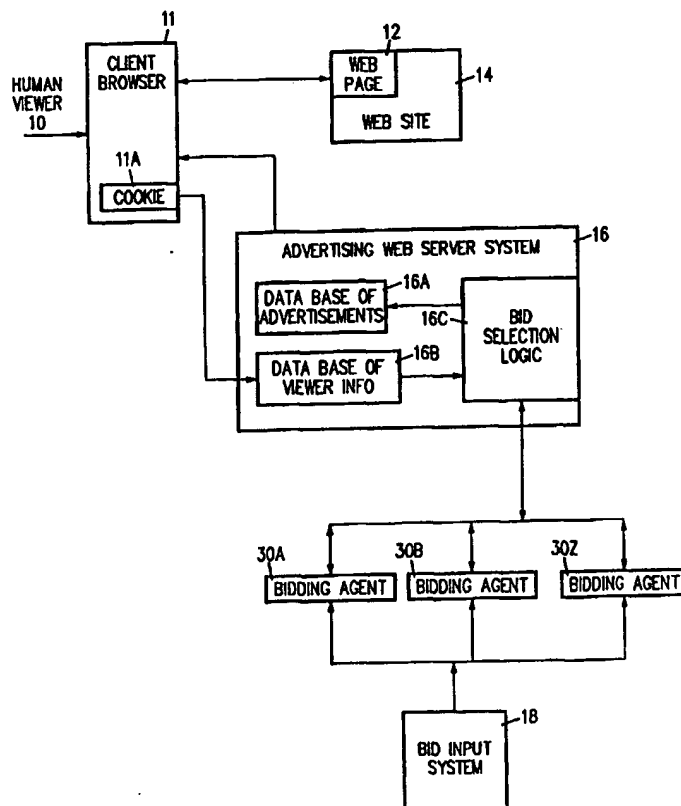 11
CLIENT
BROWSER
HUMAN
VIEWER
10
11A
COOKIE
12
WEB
PAGE
14
WEB SITE
16
ADVERTISING WEB SERVER SYSTEM
16A
DATA BASE OF
ADVERTISEMENTS
16C
BID
SELECTION
LOGIC
16B
DATA BASE OF
VIEWER INFO
30A
BIDDING AGENT
30B
BIDDING AGENT
30Z
BIDDING AGENT
18
BID INPUT
SYSTEM